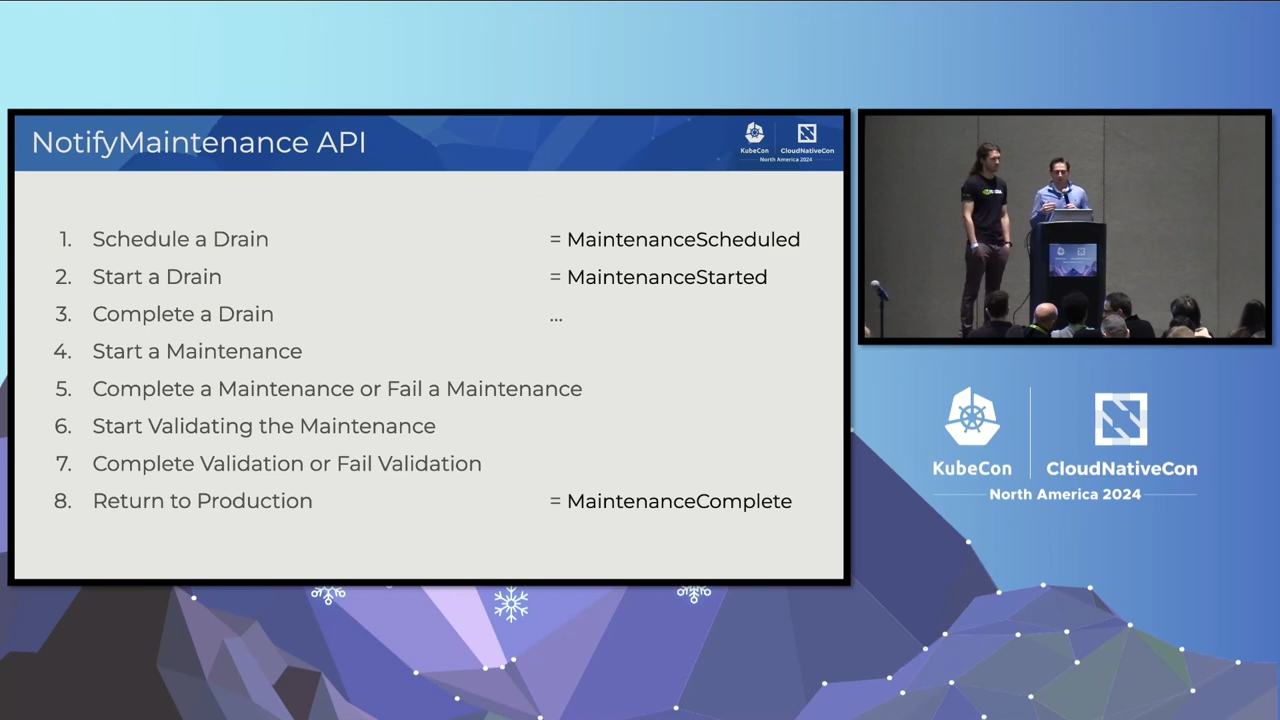 NotifyMaintenance API
KubeCon
CloudNativeCon
North America 2024
1. Schedule a Drain = MaintenanceScheduled
2. Start a Drain = MaintenanceStarted
3. Complete a Drain ...
4. Start a Maintenance
5. Complete a Maintenance or Fail a Maintenance
6. Start Validating the Maintenance
7. Complete Validation or Fail Validation
8. Return to Production = MaintenanceComplete
KubeCon
CloudNativeCon
North America 2024